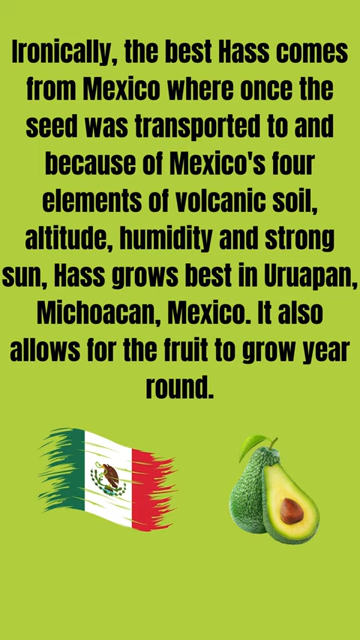 Ironically, the best Hass comes
from Mexico where once the
seed was transported to and
because of Mexico's four
elements of volcanic soil,
altitude, humidity and strong
sun, Hass grows best in Uruapan,
Michoacan, Mexico. It also
allows for the fruit to grow year
round.